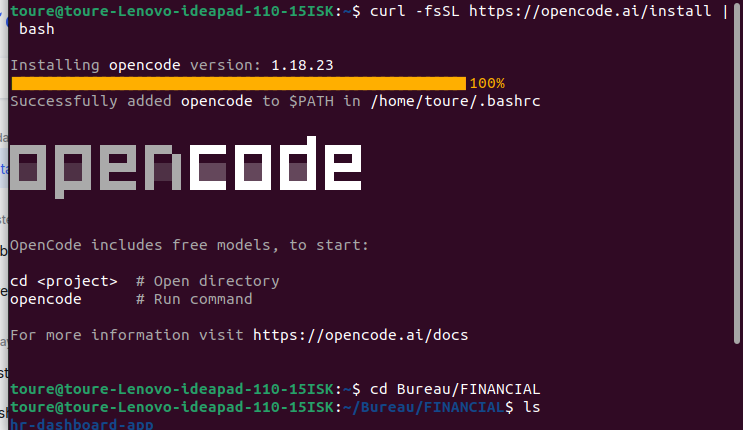 toure@toure-Lenovo-ideapad-110-15ISK:~$ curl -fsSL https://opencode.ai/install |
 bash
Installing opencode version: 1.18.23
100%
Successfully added opencode to $PATH in /home/toure/.bashrc
opencode
OpenCode includes free models, to start:
cd <project>  # Open directory
opencode      # Run command
For more information visit https://opencode.ai/docs
toure@toure-Lenovo-ideapad-110-15ISK:~$ cd Bureau/FINANCIAL
toure@toure-Lenovo-ideapad-110-15ISK:~/Bureau/FINANCIAL$ ls
hr-dashboard-app